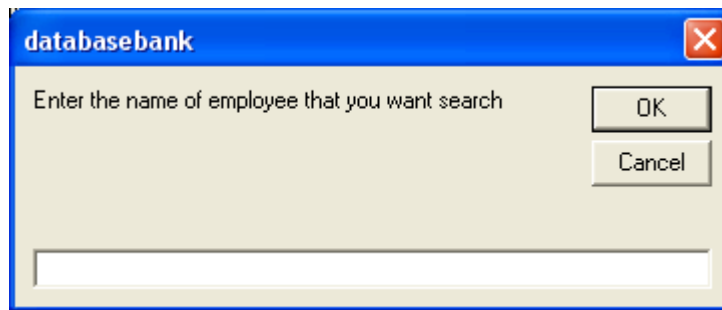 databasebank
Enter the name of employee that you want search
OK
Cancel